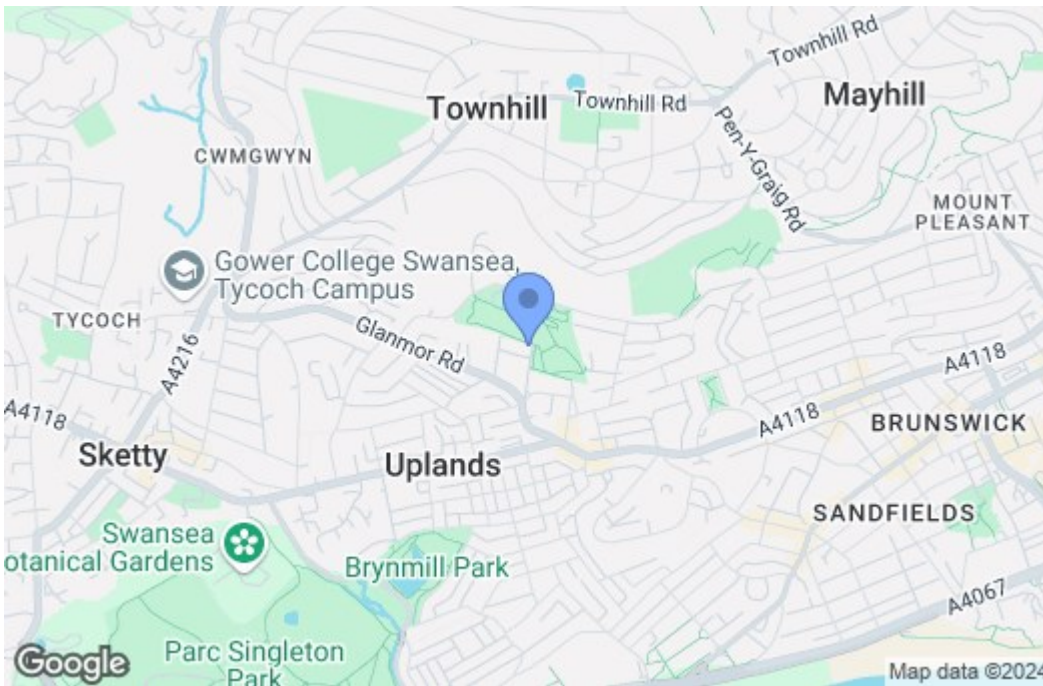 Townhill Rd
Townhill
Townhill Rd
Mayhill
Pen-Y-Graig Rd
CWMGWYN
MOUNT
PLEASANT
Gower College Swansea,
Tycoch Campus
TYCOCH
Glanmor Rd
A4216
A4118
A4118
A4118
BRUNSWICK
Sketty
Uplands
SANDFIELDS
Swansea
otanical Gardens
Brynmill Park
A4067
Parc Singleton
Park
Google
Map data ©2024